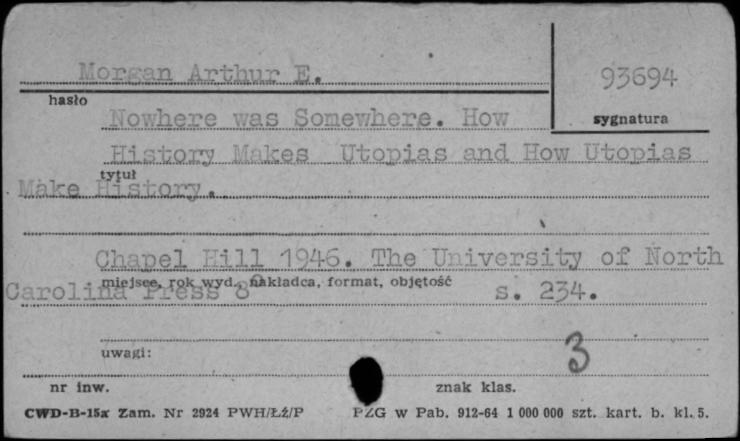 Morgan Arthur E.
93694
hasło
sygnatura
Nowhere was Somewhere. How
History Makes Utopias and How Utopias
tytuł
Make History.
Chapel Hill 1946. The University of North
miejsce, rok wyd., nakładca, format, objętość
Carolina Press 8° s. 234.
uwagi:
3
nr inw.
znak klas.
CWD-B-15a Zam. Nr 2924 PWH/Łź/P PZG w Pab. 912-64 1 000 000 szt. kart. b. kl. 5.